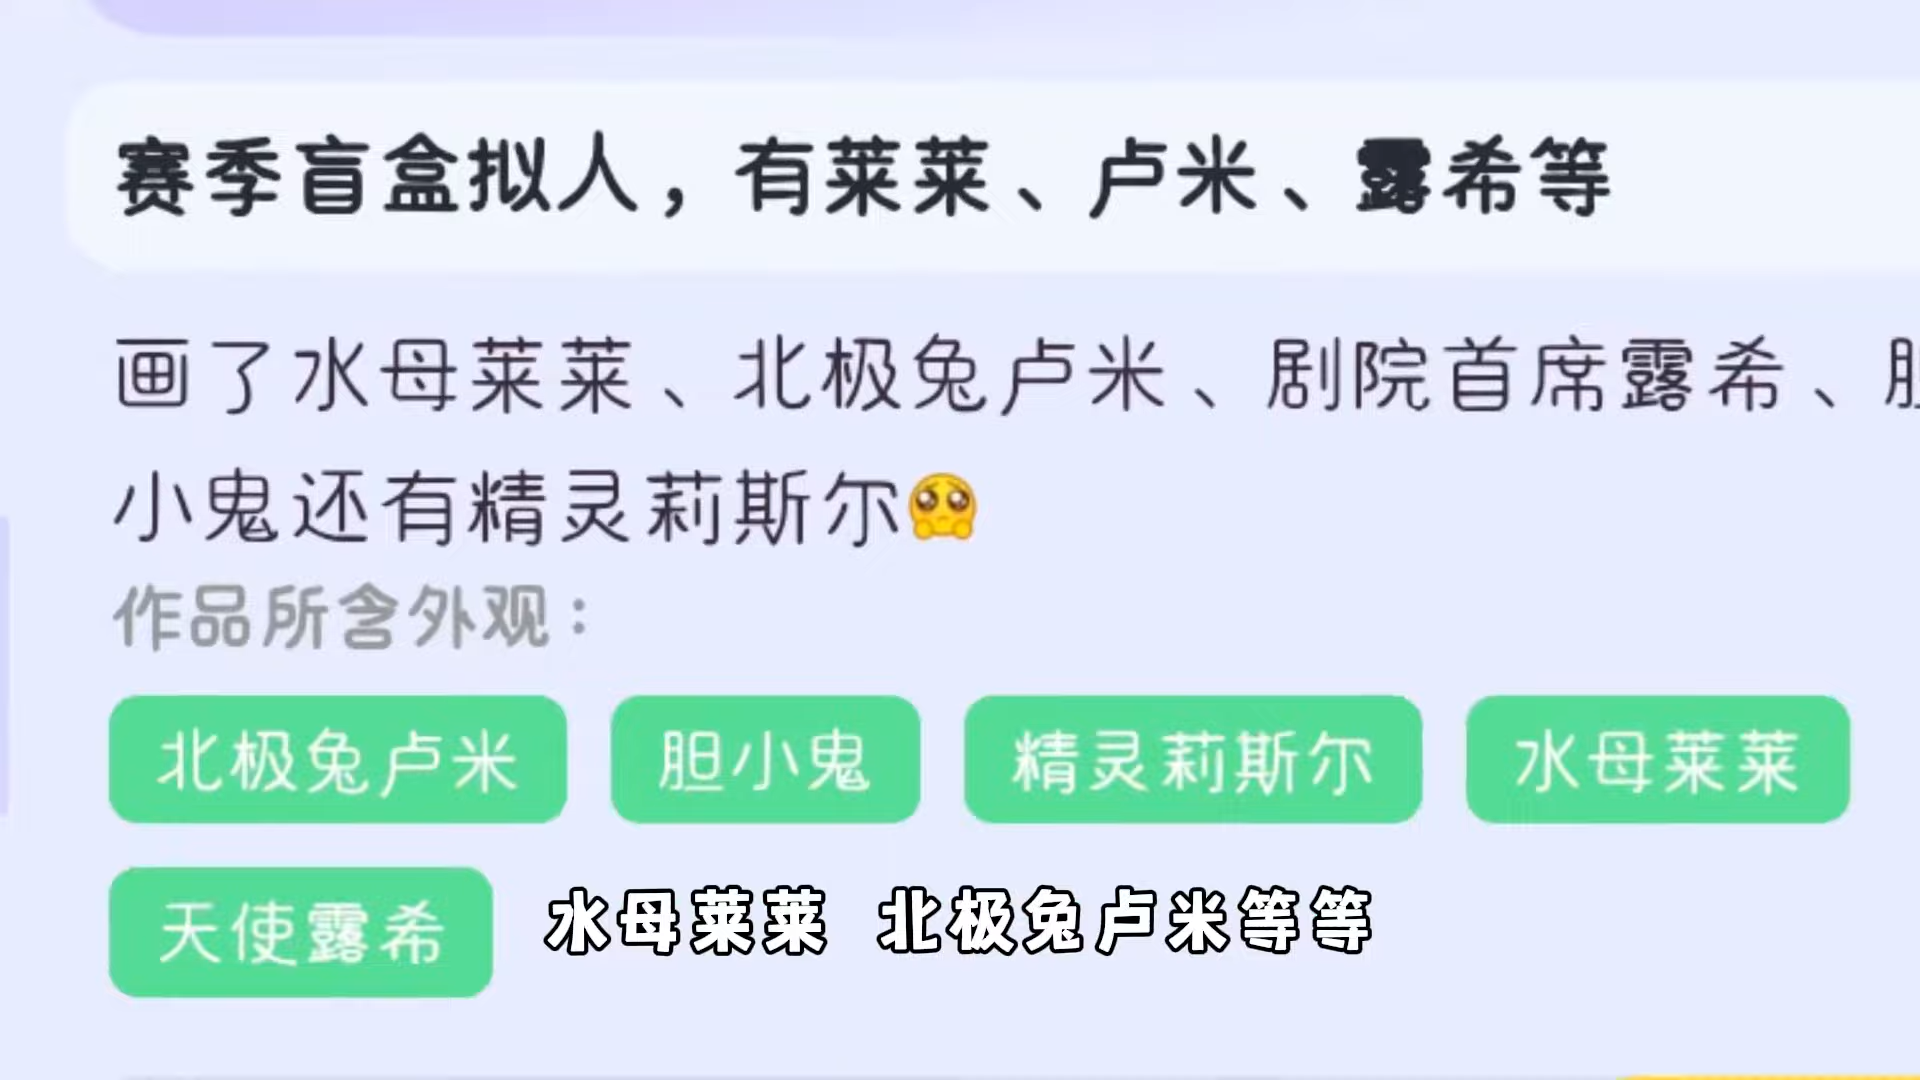 赛季盲盒拟人，有莱莱、卢米、露希等
画了水母莱莱、北极兔卢米、剧院首席露希、胆
小鬼还有精灵莉斯尔🥺
作品所含外观：
北极兔卢米 胆小鬼 精灵莉斯尔 水母莱莱
天使露希
水母莱莱 北极兔卢米等等